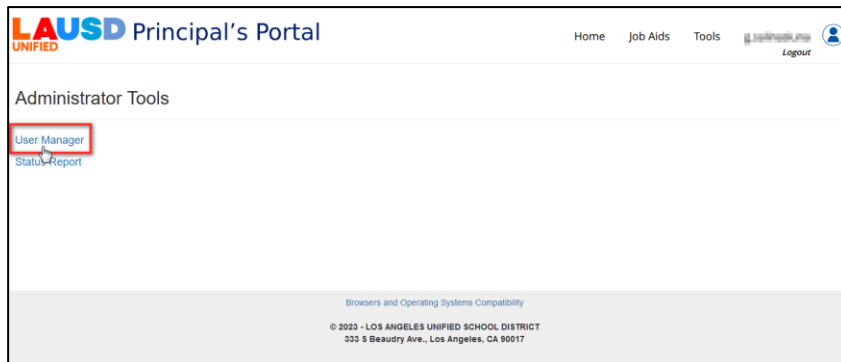 LAUSD
UNIFIED
Principal's Portal
Home Job Aids Tools
Logout
Administrator Tools
User Manager
Status Report
Browsers and Operating Systems Compatibility
© 2023 - LOS ANGELES UNIFIED SCHOOL DISTRICT
333 S Beaudry Ave., Los Angeles, CA 90017